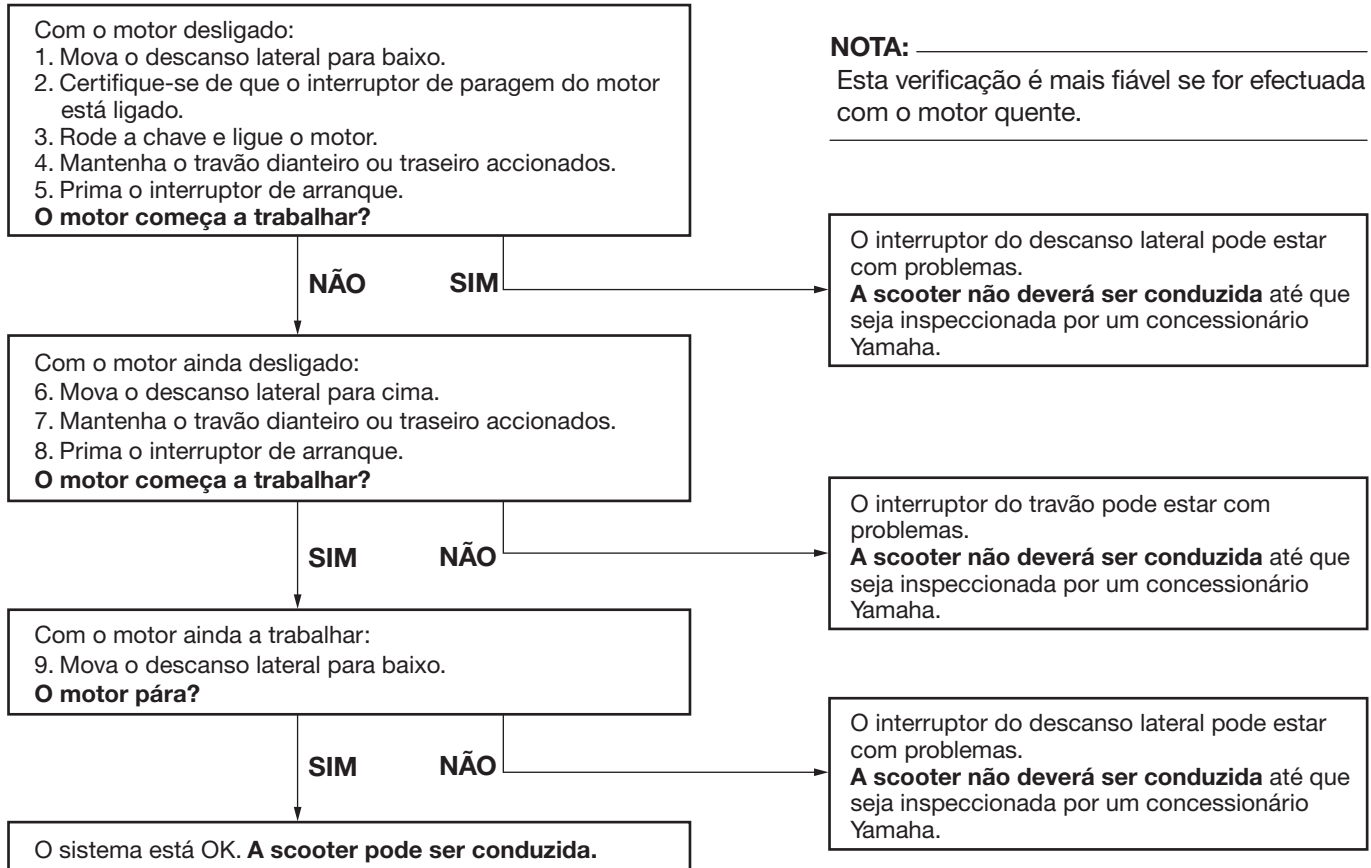 Com o motor desligado:
1. Mova o descanso lateral para baixo.
2. Certifique-se de que o interruptor de paragem do motor
está ligado.
3. Rode a chave e ligue o motor.
4. Mantenha o travão dianteiro ou traseiro accionados.
5. Prima o interruptor de arranque.
O motor começa a trabalhar?
NOTA:
Esta verificação é mais fiável se for efectuada
com o motor quente.
NÃO
SIM
O interruptor do descanso lateral pode estar
com problemas.
A scooter não deverá ser conduzida até que
seja inspeccionada por um concessionário
Yamaha.
Com o motor ainda desligado:
6. Mova o descanso lateral para cima.
7. Mantenha o travão dianteiro ou traseiro accionados.
8. Prima o interruptor de arranque.
O motor começa a trabalhar?
SIM
NÃO
O interruptor do travão pode estar com
problemas.
A scooter não deverá ser conduzida até que
seja inspeccionada por um concessionário
Yamaha.
Com o motor ainda a trabalhar:
9. Mova o descanso lateral para baixo.
O motor pára?
SIM
NÃO
O interruptor do descanso lateral pode estar
com problemas.
A scooter não deverá ser conduzida até que
seja inspeccionada por um concessionário
Yamaha.
O sistema está OK. A scooter pode ser conduzida.